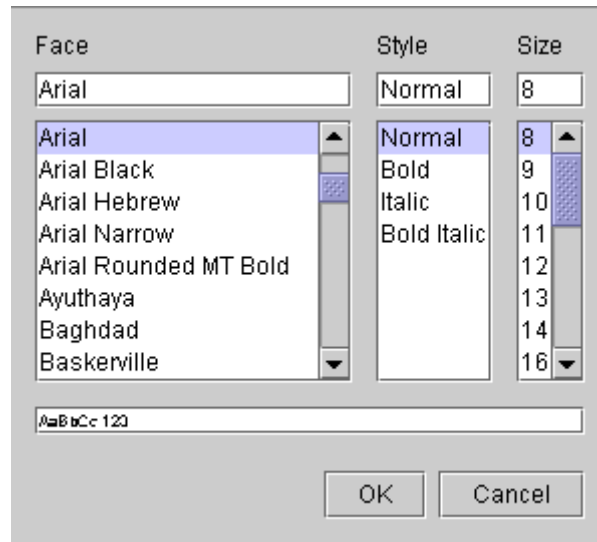 Face Style Size
Arial Normal 8
Arial Normal 8
Arial Black Bold 9
Arial Hebrew Italic 10
Arial Narrow Bold Italic 11
Arial Rounded MT Bold 12
Ayuthaya 13
Baghdad 14
Baskerville 16
AaBbCc 123
OK Cancel